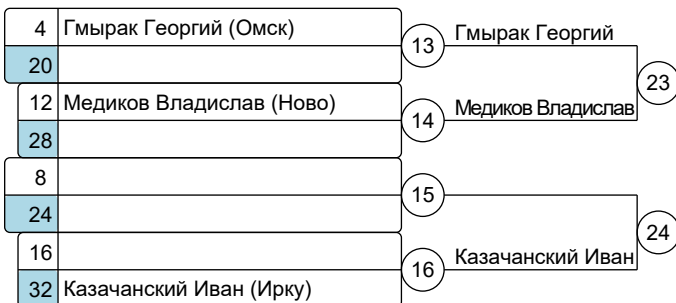 4 Гмырак Георгий (Омск)
13 Гмырак Георгий
20
23
12 Медиков Владислав (Ново)
14 Медиков Владислав
28
8
15
24
24
16
16 Казачанский Иван
32 Казачанский Иван (Ирку)